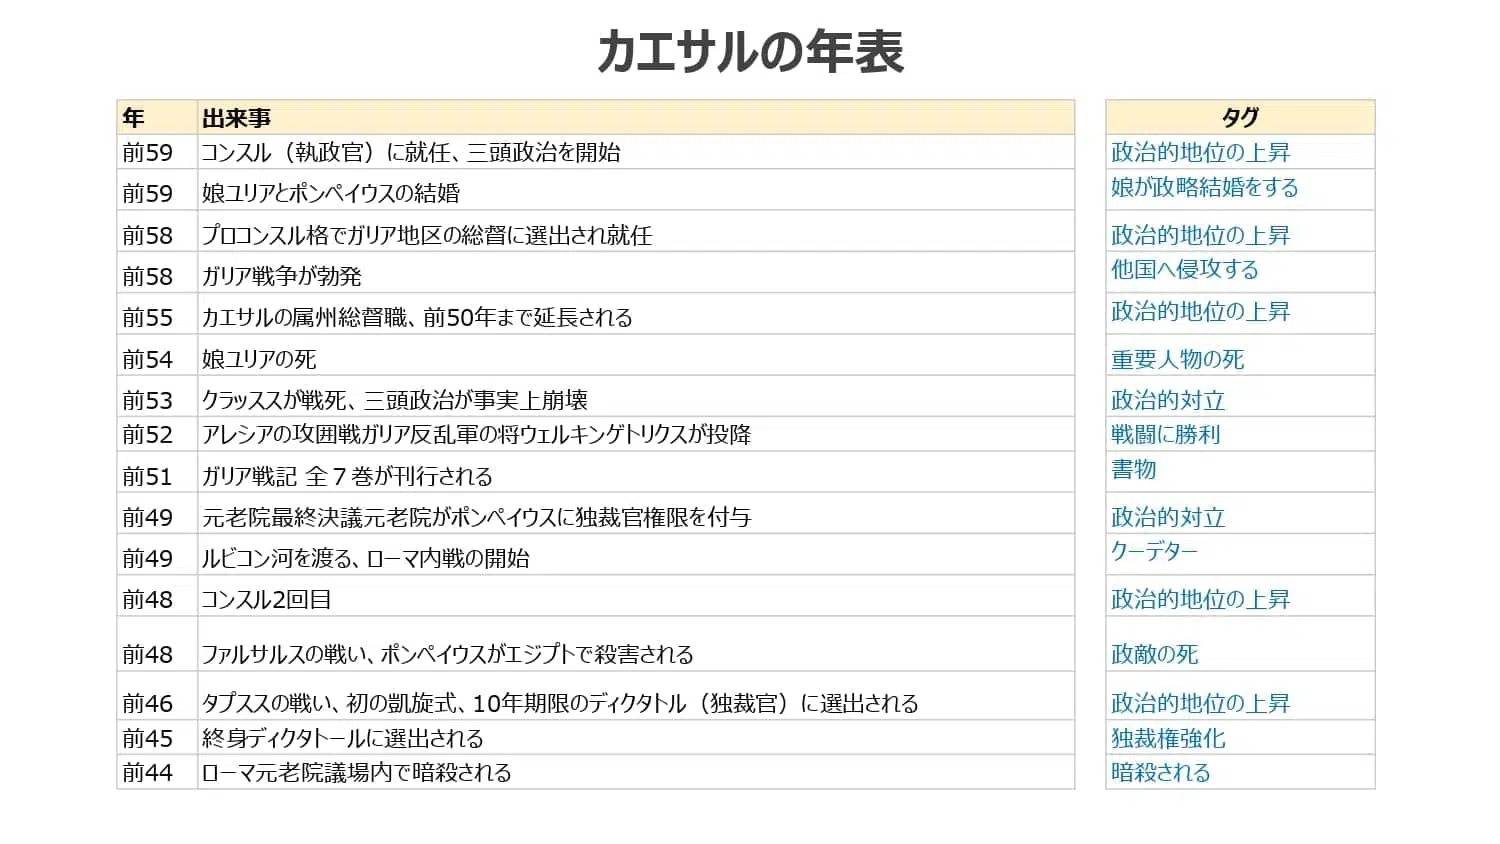 カエサルの年表
年 出来事 タグ
前59 コンスル（執政官）に就任、三頭政治を開始 政治的地位の上昇
前59 娘ユリアとポンペイウスの結婚 娘が政略結婚をする
前58 プロコンスル格でガリア地区の総督に選出され就任 政治的地位の上昇
前58 ガリア戦争が勃発 他国へ侵攻する
前55 カエサルの属州総督職、前50年まで延長される 政治的地位の上昇
前54 娘ユリアの死 重要人物の死
前53 クラッススが戦死、三頭政治が事実上崩壊 政治的対立
前52 アレシアの攻囲戦ガリア反乱軍の将ウェルキンゲトリクスが投降 戦闘に勝利
前51 ガリア戦記 全７巻が刊行される 書物
前49 元老院最終決議元老院がポンペイウスに独裁官権限を付与 政治的対立
前49 ルビコン河を渡る、ローマ内戦の開始 クーデター
前48 コンスル2回目 政治的地位の上昇
前48 ファルサルスの戦い、ポンペイウスがエジプトで殺害される 政敵の死
前46 タプススの戦い、初の凱旋式、10年期限のディクタトル（独裁官）に選出される 政治的地位の上昇
前45 終身ディクタトールに選出される 独裁権強化
前44 ローマ元老院議場内で暗殺される 暗殺される